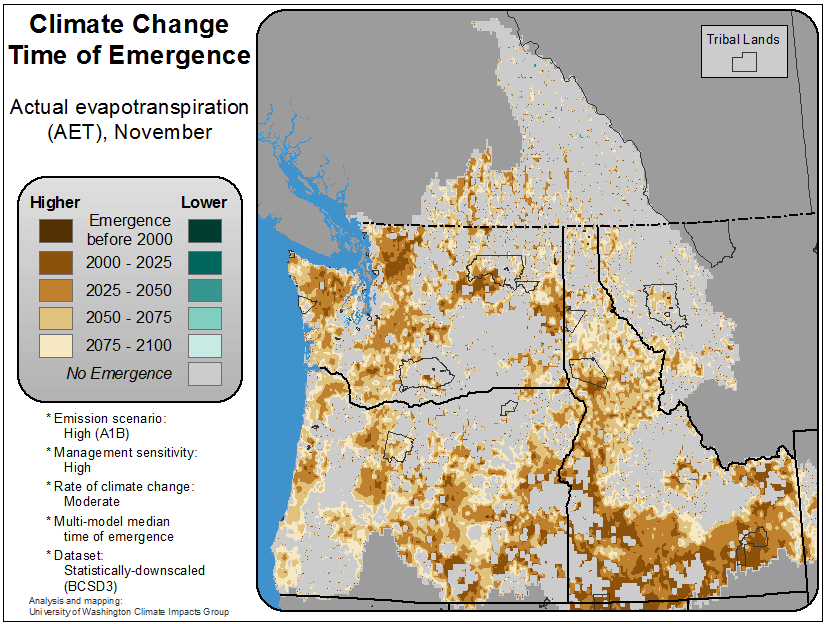 Climate Change
Time of Emergence
Actual evapotranspiration
(AET), November
Higher Lower
Emergence
before 2000
2000 - 2025
2025 - 2050
2050 - 2075
2075 - 2100
No Emergence
* Emission scenario:
High (A1B)
* Management sensitivity:
High
* Rate of climate change:
Moderate
* Multi-model median
time of emergence
* Dataset:
Statistically-downscaled
(BCSD3)
Analysis and mapping:
University of Washington Climate Impacts Group
Tribal Lands